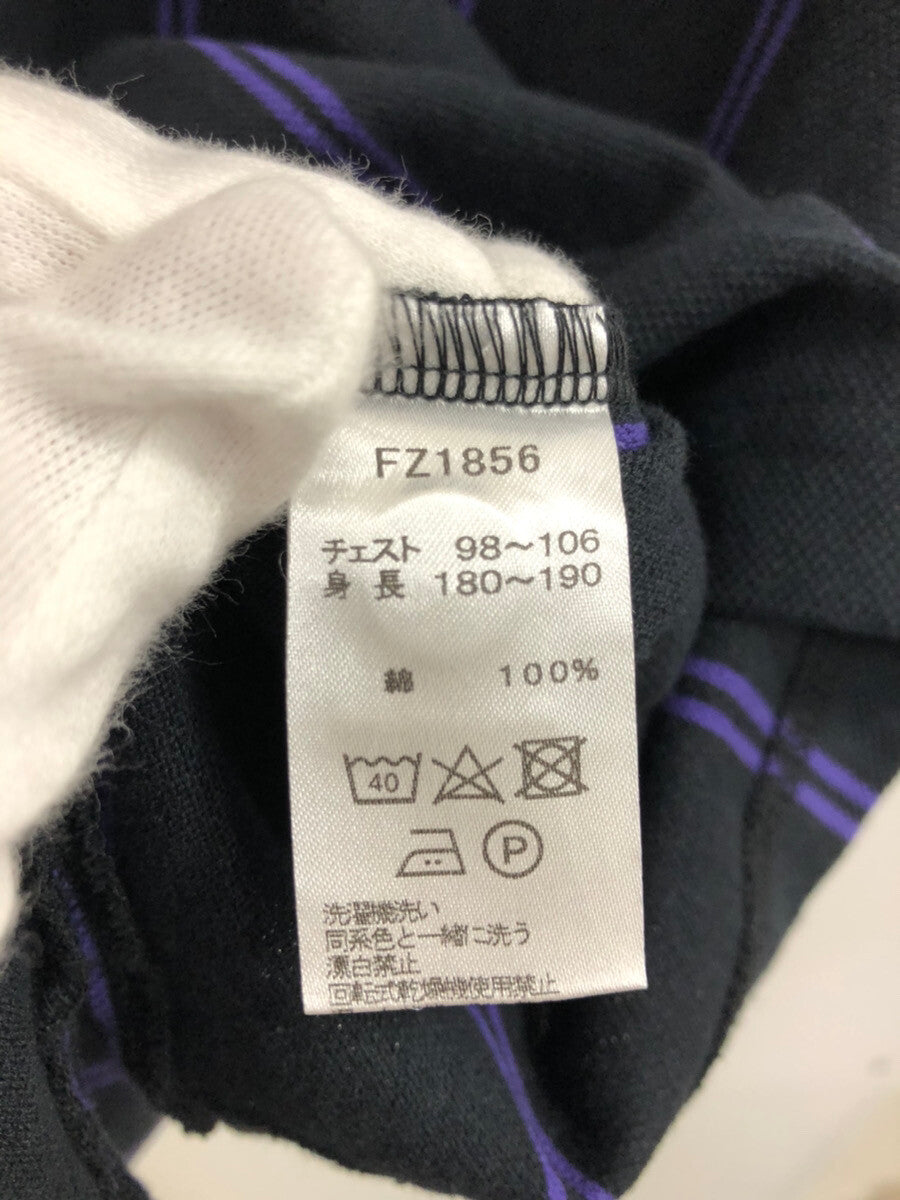 FZ1856
チェスト 98〜106
身長 180〜190
綿 100%
40
P
洗濯機洗い
同系色と一緒に洗う
漂白禁止
回転式乾燥機使用禁止